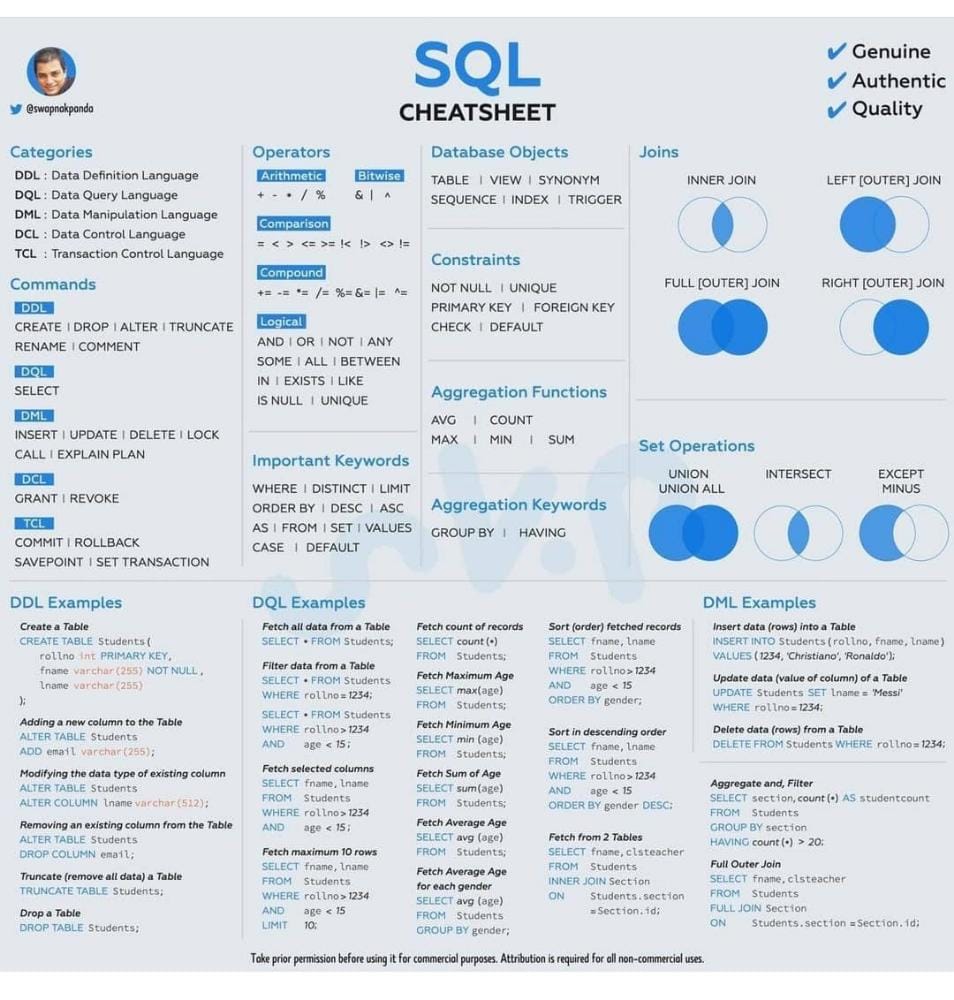 @swapnakpanda
SQL
CHEATSHEET
✔ Genuine
✔ Authentic
✔ Quality
Categories
DDL : Data Definition Language
DQL : Data Query Language
DML : Data Manipulation Language
DCL : Data Control Language
TCL : Transaction Control Language
Commands
DDL
CREATE | DROP | ALTER | TRUNCATE
RENAME | COMMENT
DQL
SELECT
DML
INSERT | UPDATE | DELETE | LOCK
CALL | EXPLAIN PLAN
DCL
GRANT | REVOKE
TCL
COMMIT | ROLLBACK
SAVEPOINT | SET TRANSACTION
Operators
Arithmetic Bitwise
+ - * / % & | ^
Comparison
= < > <= >= !< !> <> !=
Compound
+= -= *= /= %= &= |= ^=
Logical
AND | OR | NOT | ANY
SOME | ALL | BETWEEN
IN | EXISTS | LIKE
IS NULL | UNIQUE
Important Keywords
WHERE | DISTINCT | LIMIT
ORDER BY | DESC | ASC
AS | FROM | SET | VALUES
CASE | DEFAULT
Database Objects
TABLE | VIEW | SYNONYM
SEQUENCE | INDEX | TRIGGER
Constraints
NOT NULL | UNIQUE
PRIMARY KEY | FOREIGN KEY
CHECK | DEFAULT
Aggregation Functions
AVG | COUNT
MAX | MIN | SUM
Aggregation Keywords
GROUP BY | HAVING
Joins
INNER JOIN LEFT [OUTER] JOIN
FULL [OUTER] JOIN RIGHT [OUTER] JOIN
Set Operations
UNION INTERSECT EXCEPT
UNION ALL MINUS
DDL Examples
Create a Table
CREATE TABLE Students(
rollno int PRIMARY KEY,
fname varchar(255) NOT NULL,
lname varchar(255)
);
Adding a new column to the Table
ALTER TABLE Students
ADD email varchar(255);
Modifying the data type of existing column
ALTER TABLE Students
ALTER COLUMN lname varchar(512);
Removing an existing column from the Table
ALTER TABLE Students
DROP COLUMN email;
Truncate (remove all data) a Table
TRUNCATE TABLE Students;
Drop a Table
DROP TABLE Students;
DQL Examples
Fetch all data from a Table
SELECT * FROM Students;
Filter data from a Table
SELECT * FROM Students
WHERE rollno = 1234;
SELECT * FROM Students
WHERE rollno > 1234
AND age < 15;
Fetch selected columns
SELECT fname, lname
FROM Students
WHERE rollno > 1234
AND age < 15;
Fetch maximum 10 rows
SELECT fname, lname
FROM Students
WHERE rollno > 1234
AND age < 15
LIMIT 10;
Fetch count of records
SELECT count(*)
FROM Students;
Fetch Maximum Age
SELECT max(age)
FROM Students;
Fetch Minimum Age
SELECT min (age)
FROM Students;
Fetch Sum of Age
SELECT sum(age)
FROM Students;
Fetch Average Age
SELECT avg (age)
FROM Students;
Fetch Average Age
for each gender
SELECT avg (age)
FROM Students
GROUP BY gender;
Sort (order) fetched records
SELECT fname, lname
FROM Students
WHERE rollno > 1234
AND age < 15
ORDER BY gender;
Sort in descending order
SELECT fname, lname
FROM Students
WHERE rollno > 1234
AND age < 15
ORDER BY gender DESC;
Fetch from 2 Tables
SELECT fname, clsteacher
FROM Students
INNER JOIN Section
ON Students.section
= Section.id;
DML Examples
Insert data (rows) into a Table
INSERT INTO Students (rollno, fname, lname)
VALUES (1234, 'Christiano', 'Ronaldo');
Update data (value of column) of a Table
UPDATE Students SET lname = 'Messi'
WHERE rollno = 1234;
Delete data (rows) from a Table
DELETE FROM Students WHERE rollno = 1234;
Aggregate and, Filter
SELECT section, count (*) AS studentcount
FROM Students
GROUP BY section
HAVING count (*) > 20;
Full Outer Join
SELECT fname, clsteacher
FROM Students
FULL JOIN Section
ON Students.section = Section.id;
Take prior permission before using it for commercial purposes. Attribution is required for all non-commercial uses.